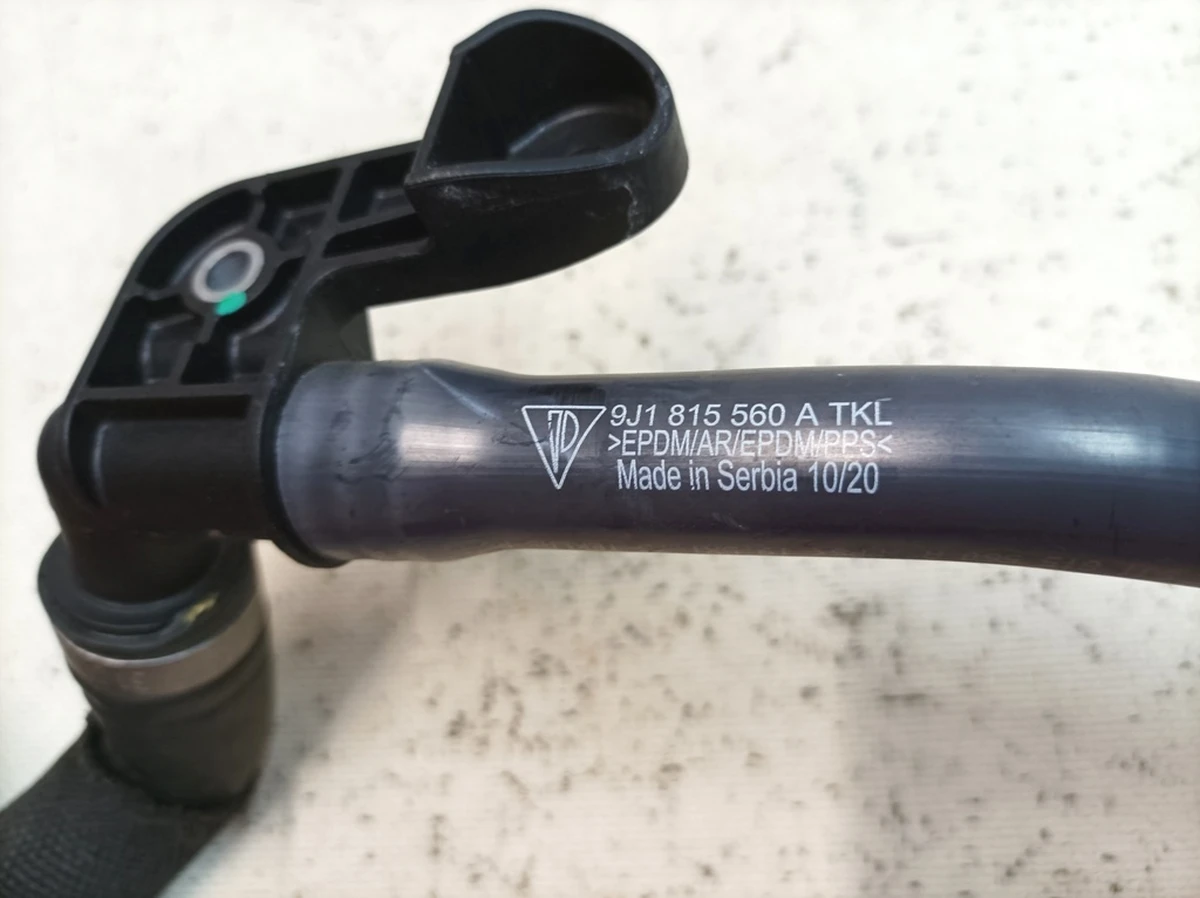 9J1 815 560 A TKL
>EPDM/AR/EPDM/PPS<
Made in Serbia 10/20